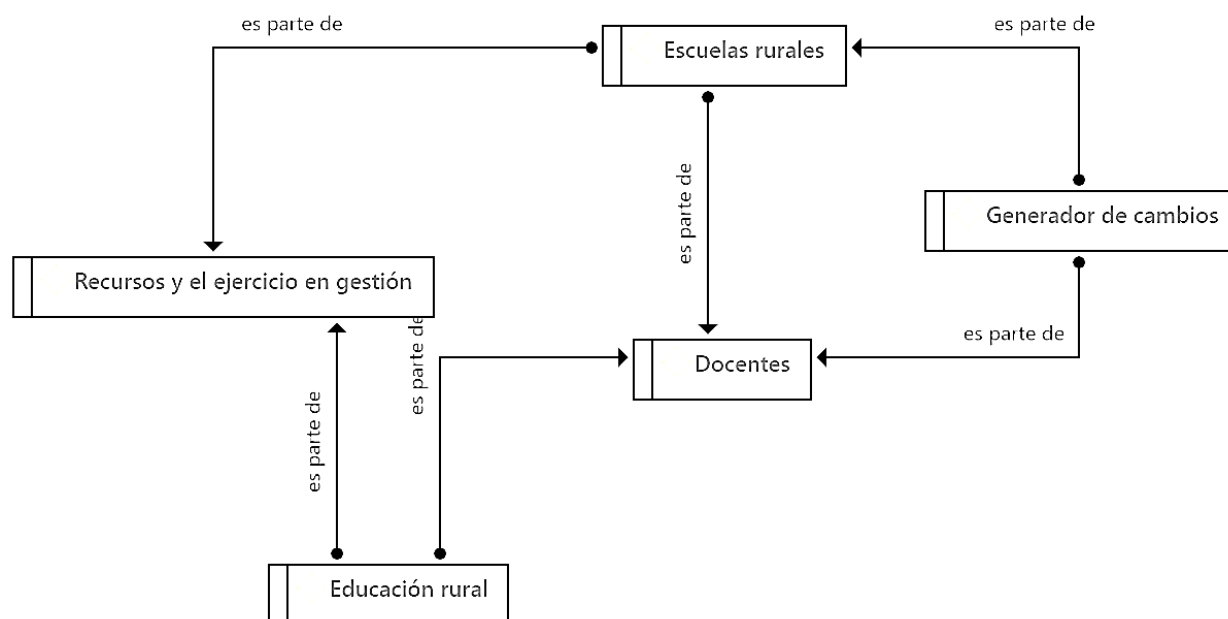 es parte de
es parte de
Escuelas rurales
es parte de
Generador de cambios
Recursos y el ejercicio en gestión
es parte de
es parte de
Docentes
es parte de
Educación rural